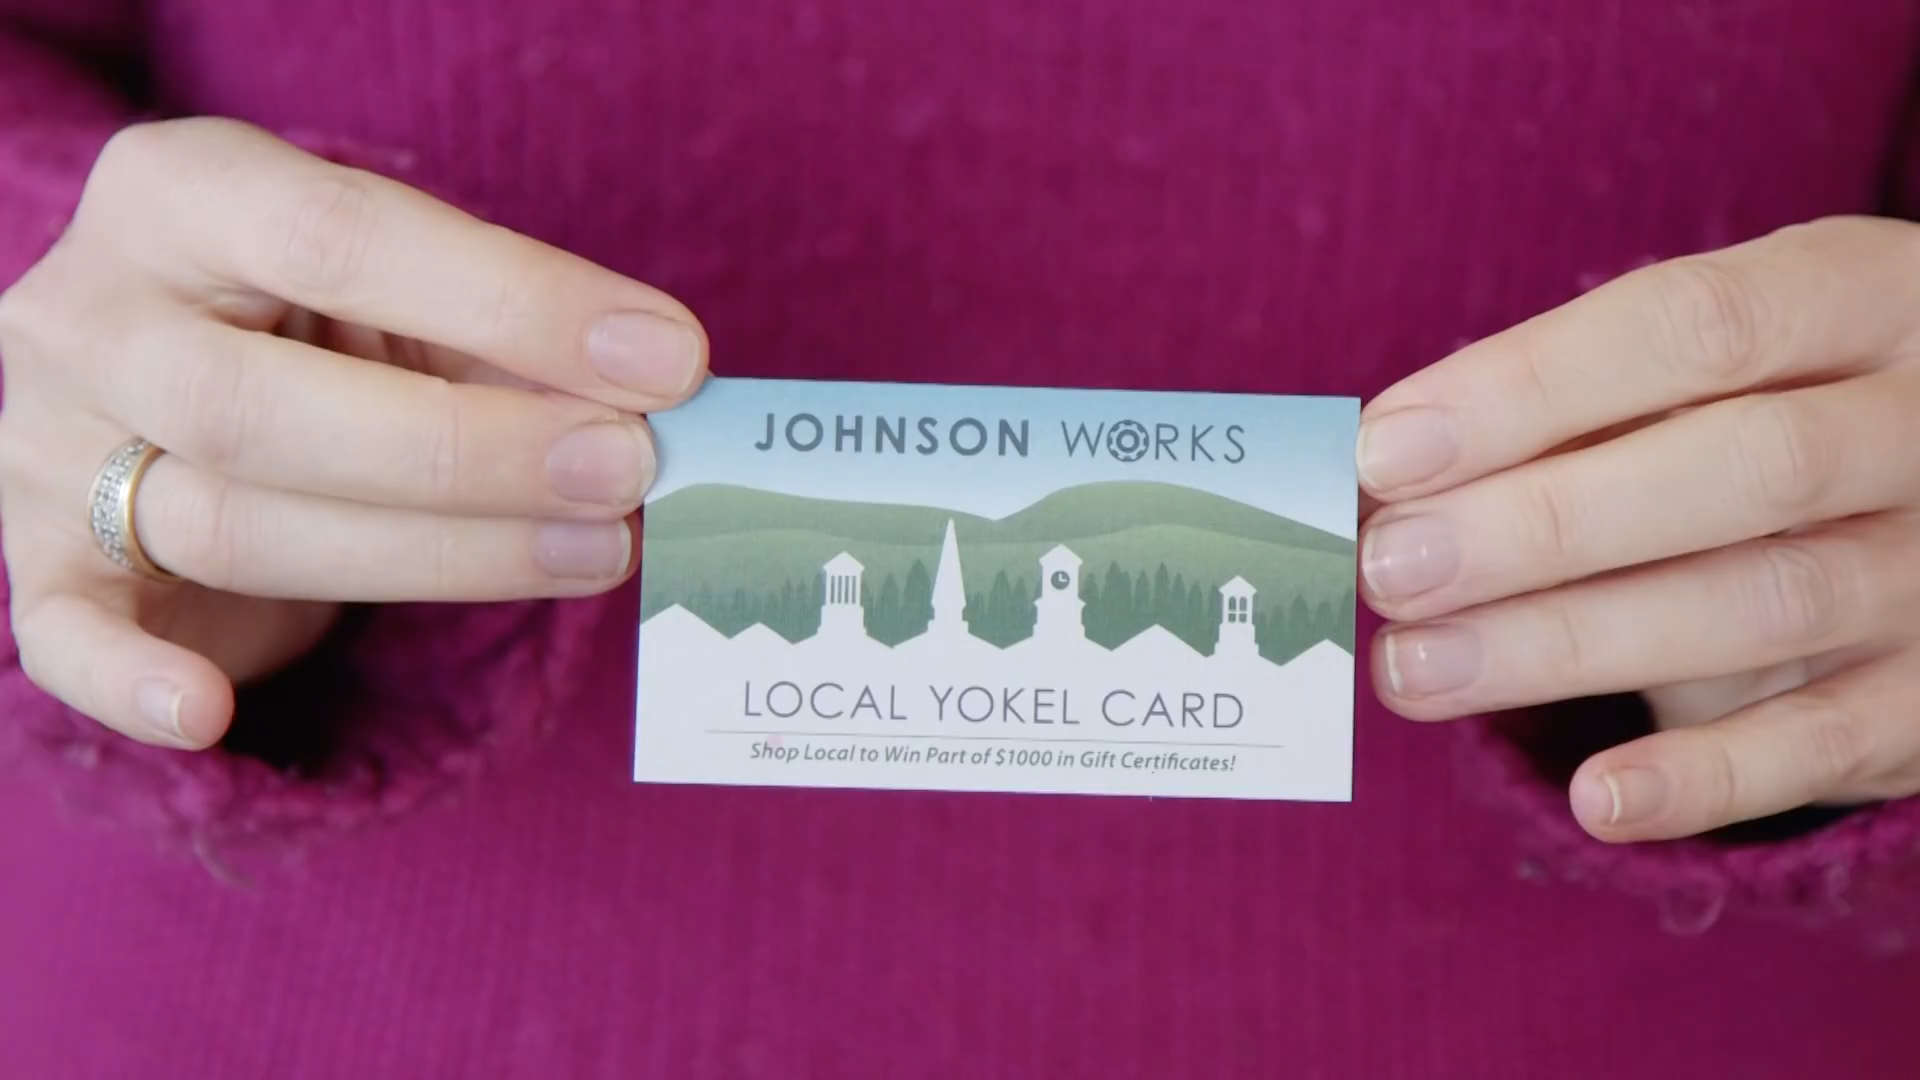 JOHNSON WORKS
LOCAL YOKEL CARD
Shop Local to Win Part of $1000 in Gift Certificates!